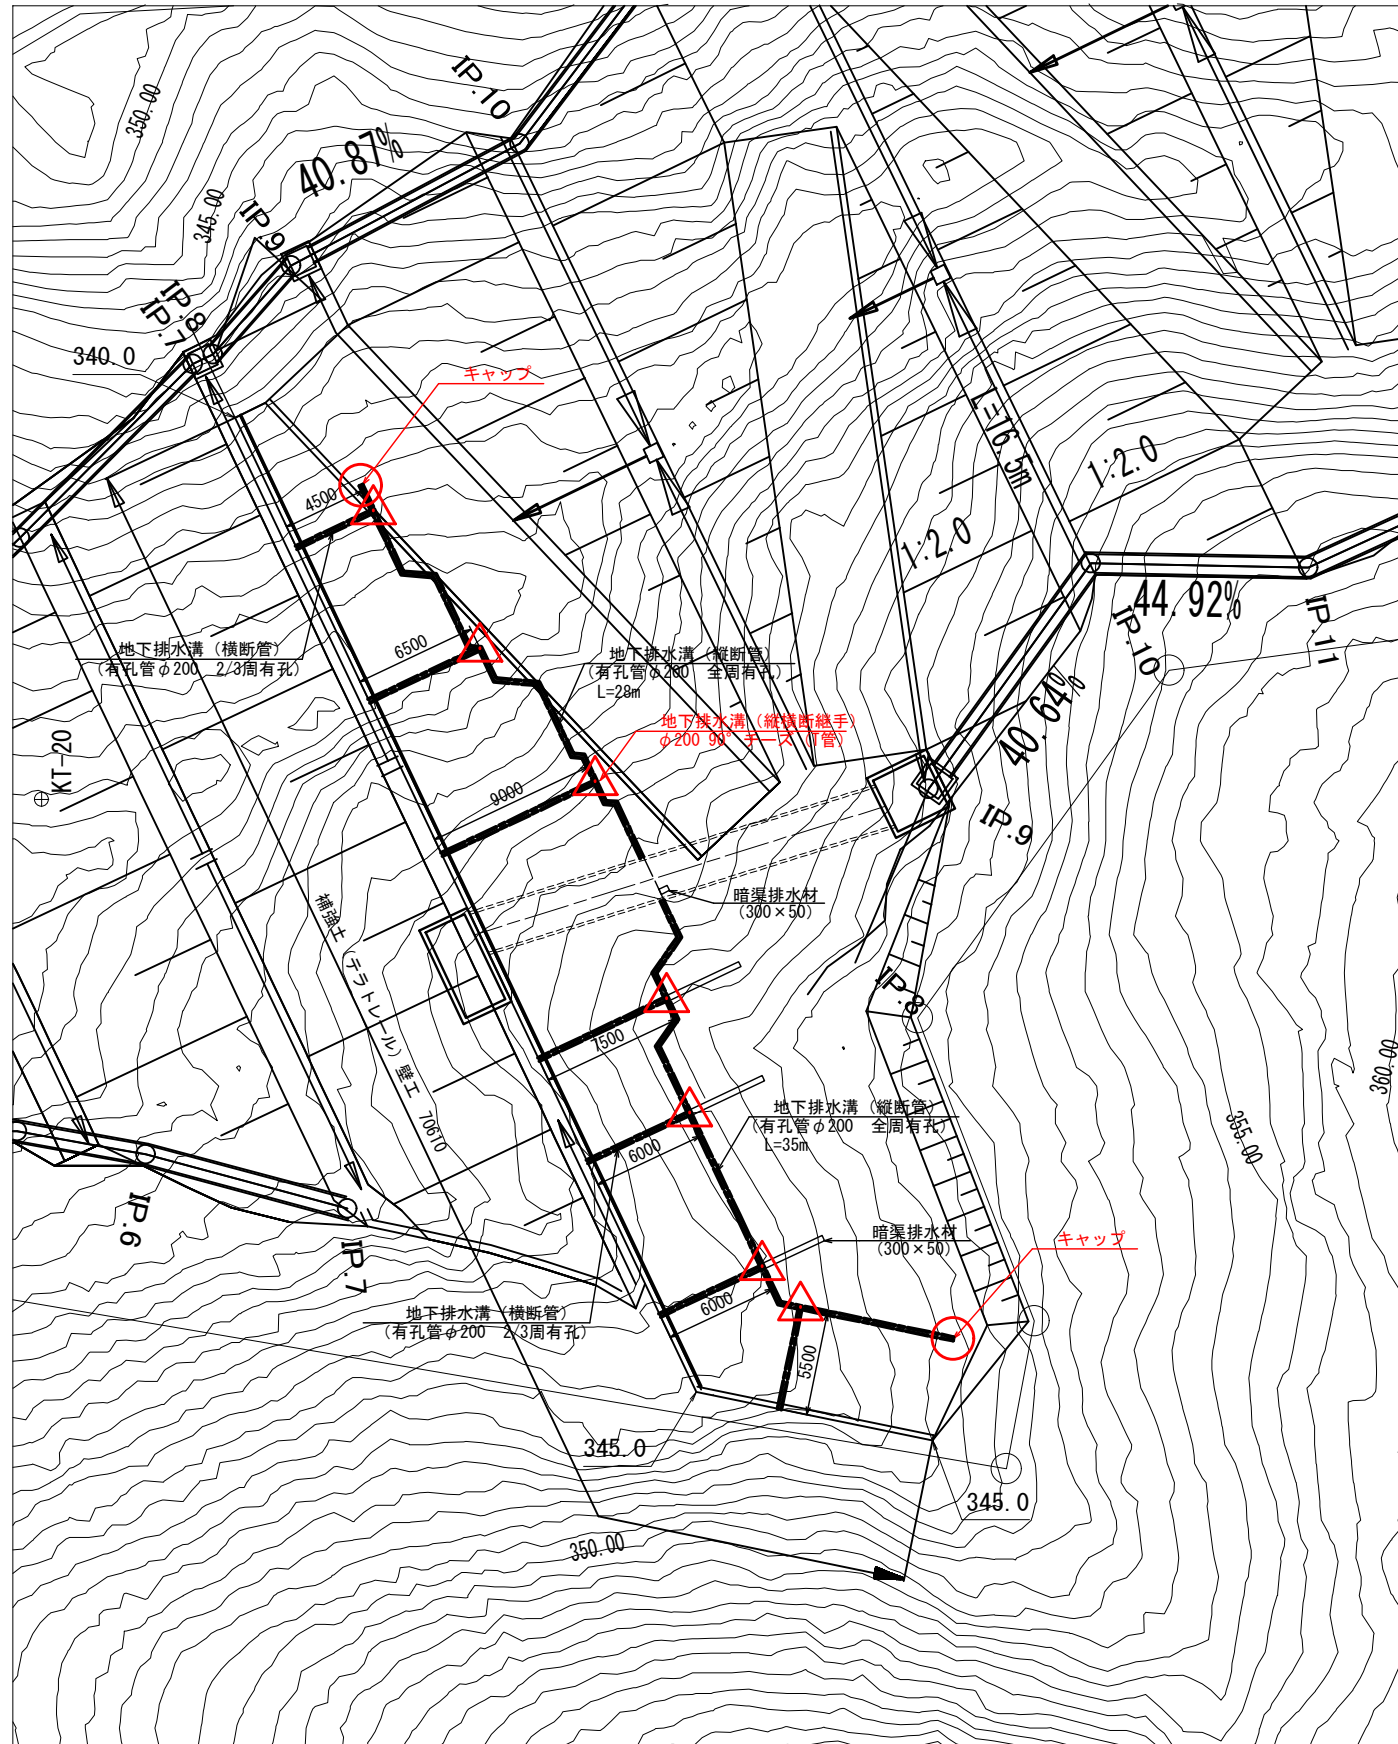 IP.10
350.00
40.87%
345.00
IP.9
IP.8
IP.7
340.0
キャップ
4500
L=16.5m
1:2.0
1:2.0
44.92%
IP.10
IP.11
地下排水溝（横断管）
（有孔管φ200　2/3周有孔）
6500
地下排水溝（縦断管）
（有孔管φ200　全周有孔）
L=28m
40.64%
地下排水溝（縦横断継手）
φ200 90°チーズ（T管）
KT-20
9000
IP.9
暗渠排水材
(300×50)
補強土（テラトレール）壁工　70610
IP.8
7500
360.00
地下排水溝（縦断管）
（有孔管φ200　全周有孔）
L=35m
355.00
6000
IP.6
IP.7
暗渠排水材
(300×50)
キャップ
6000
地下排水溝（横断管）
（有孔管φ200　2/3周有孔）
5500
345.0
345.0
350.00